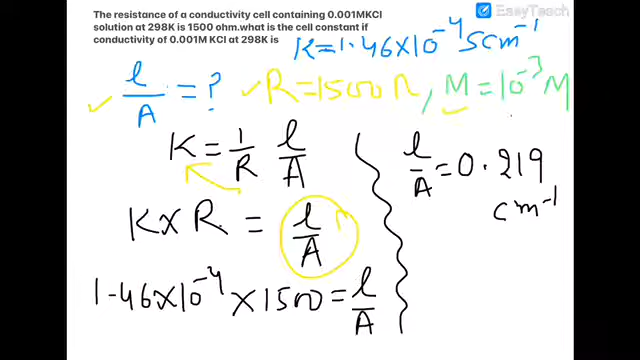 The resistance of a conductivity cell containing 0.001MKCl
solution at 298K is 1500 ohm.what is the cell constant if
conductivity of 0.001M KCl at 298K is K=1.46×10⁻⁴ Scm⁻¹
EasyTeach
l/A = ? R=1500Ω, M=10⁻³M
K = 1/R l/A
K×R = l/A
1.46×10⁻⁴ × 1500 = l/A
l/A = 0.219
cm⁻¹